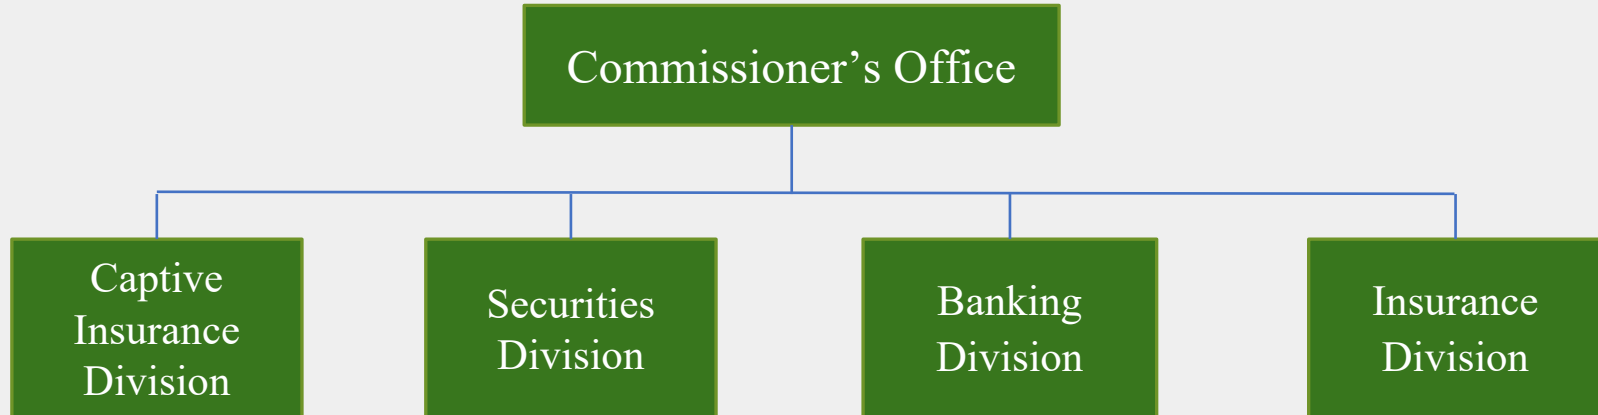 Commissioner’s Office
Captive
Insurance
Division
Securities
Division
Banking
Division
Insurance
Division